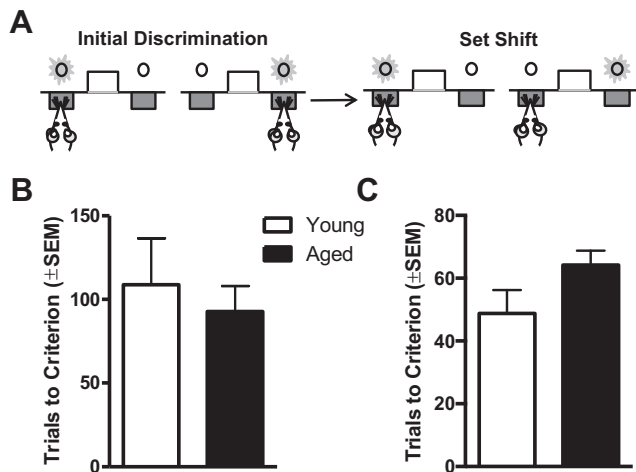 A
Initial Discrimination
Set Shift
B
Trials to Criterion (±SEM)
150
100
50
0
Young
Aged
C
Trials to Criterion (±SEM)
80
60
40
20
0